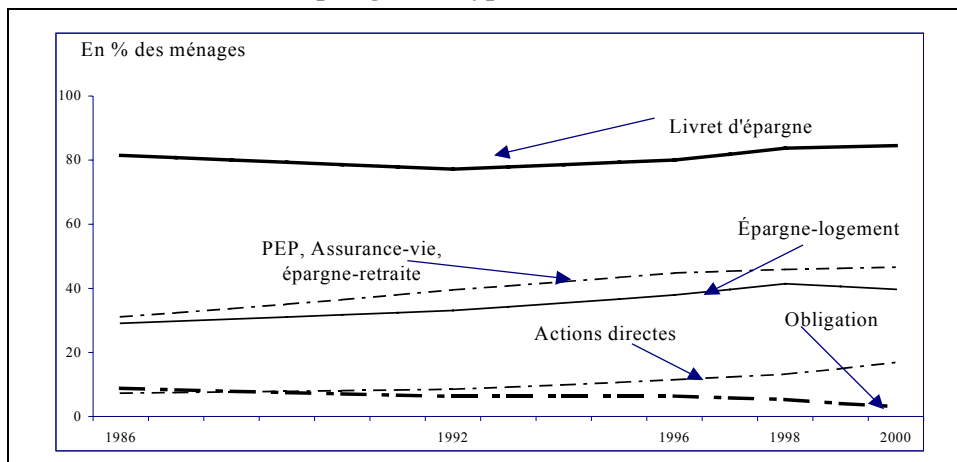 En % des ménages
100
Livret d'épargne
80
60
Épargne-logement
PEP, Assurance-vie,
épargne-retraite
40
Obligation
Actions directes
20
0
1986
1992
1996
1998
2000